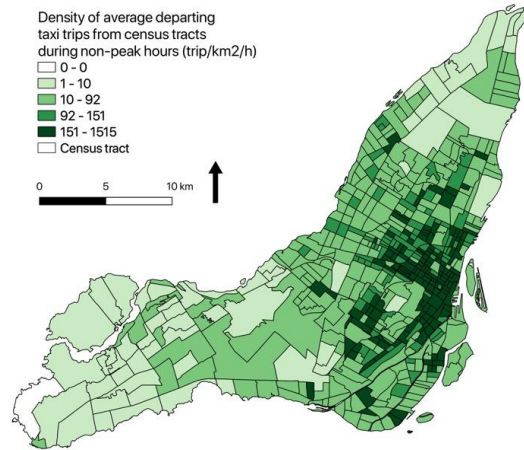 Density of average departing
taxi trips from census tracts
during non-peak hours (trip/km2/h)
0 - 0
1 - 10
10 - 92
92 - 151
151 - 1515
Census tract
0 5 10 km